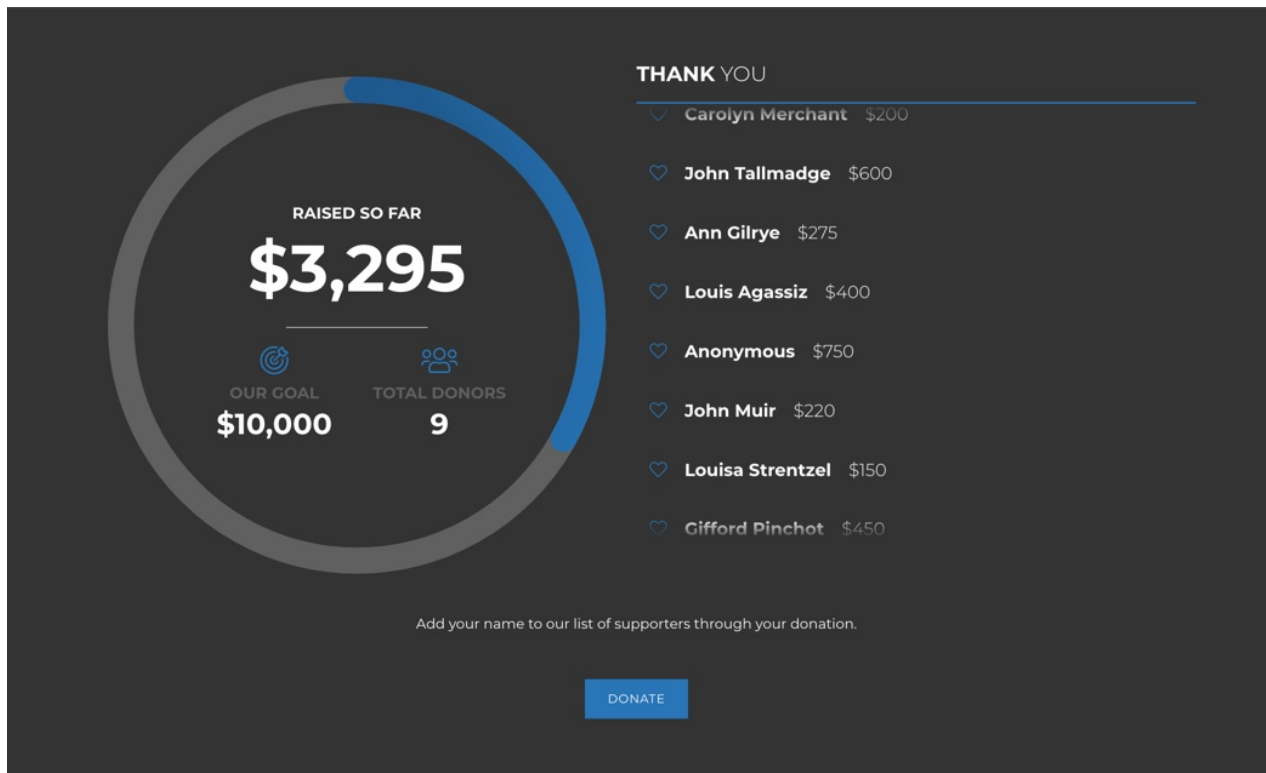 RAISED SO FAR
$3,295
OUR GOAL
$10,000
TOTAL DONORS
9
THANK YOU
Carolyn Merchant $200
John Tallmadge $600
Ann Gilrye $275
Louis Agassiz $400
Anonymous $750
John Muir $220
Louisa Strentzel $150
Gifford Pinchot $450
Add your name to our list of supporters through your donation.
DONATE